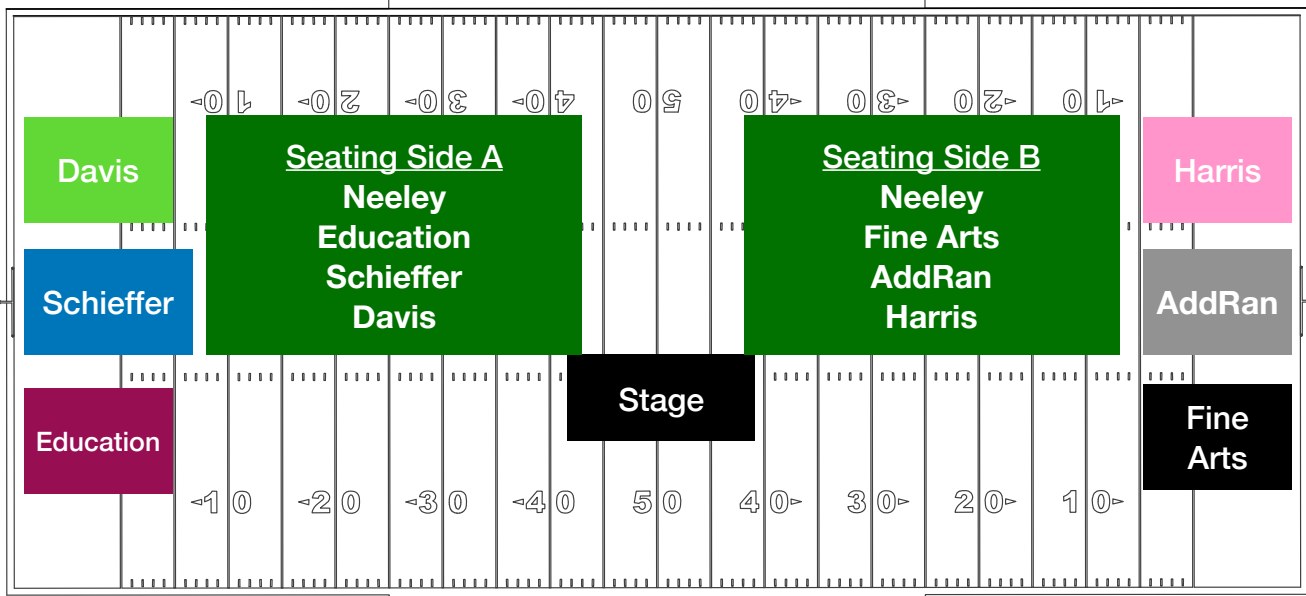 10 20 30 40 50 40 30 20 10
Davis
Seating Side A
Neeley
Education
Schieffer
Davis
Seating Side B
Neeley
Fine Arts
AddRan
Harris
Harris
Schieffer
AddRan
Stage
Education
Fine
Arts
10 20 30 40 50 40 30 20 10